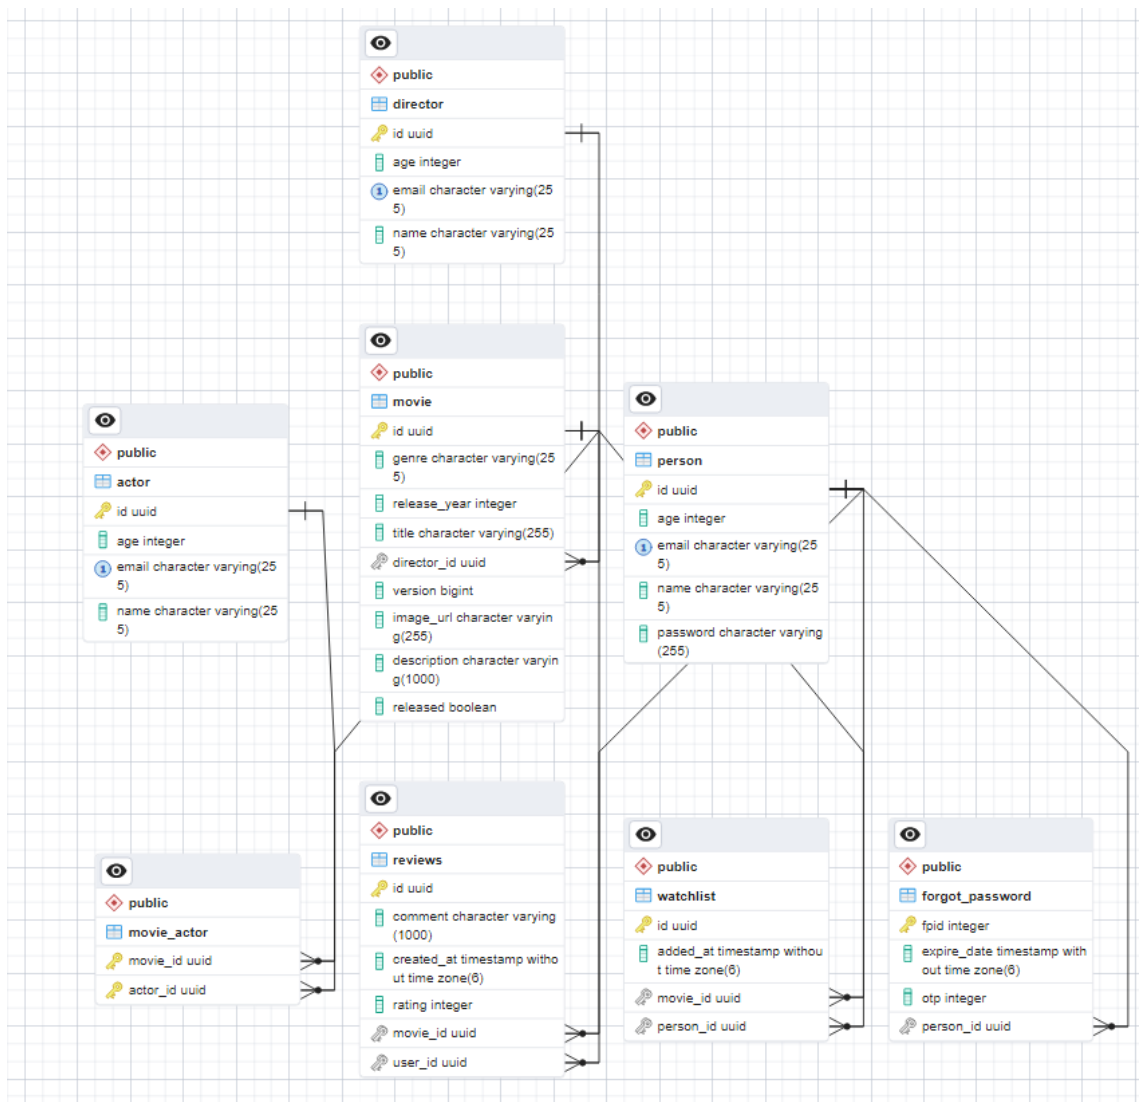 public
director
id uuid
age integer
1
email character varying(25
5)
name character varying(25
5)
public
movie
id uuid
genre character varying(25
5)
release_year integer
title character varying(255)
director_id uuid
version bigint
image_url character varyin
g(255)
description character varyin
g(1000)
released boolean
public
actor
id uuid
age integer
1
email character varying(25
5)
name character varying(25
5)
public
person
id uuid
age integer
1
email character varying(25
5)
name character varying(25
5)
password character varying
(255)
public
movie_actor
movie_id uuid
actor_id uuid
public
reviews
id uuid
comment character varying
(1000)
created_at timestamp witho
ut time zone(6)
rating integer
movie_id uuid
user_id uuid
public
watchlist
id uuid
added_at timestamp withou
t time zone(6)
movie_id uuid
person_id uuid
public
forgot_password
fpid integer
expire_date timestamp with
out time zone(6)
otp integer
person_id uuid